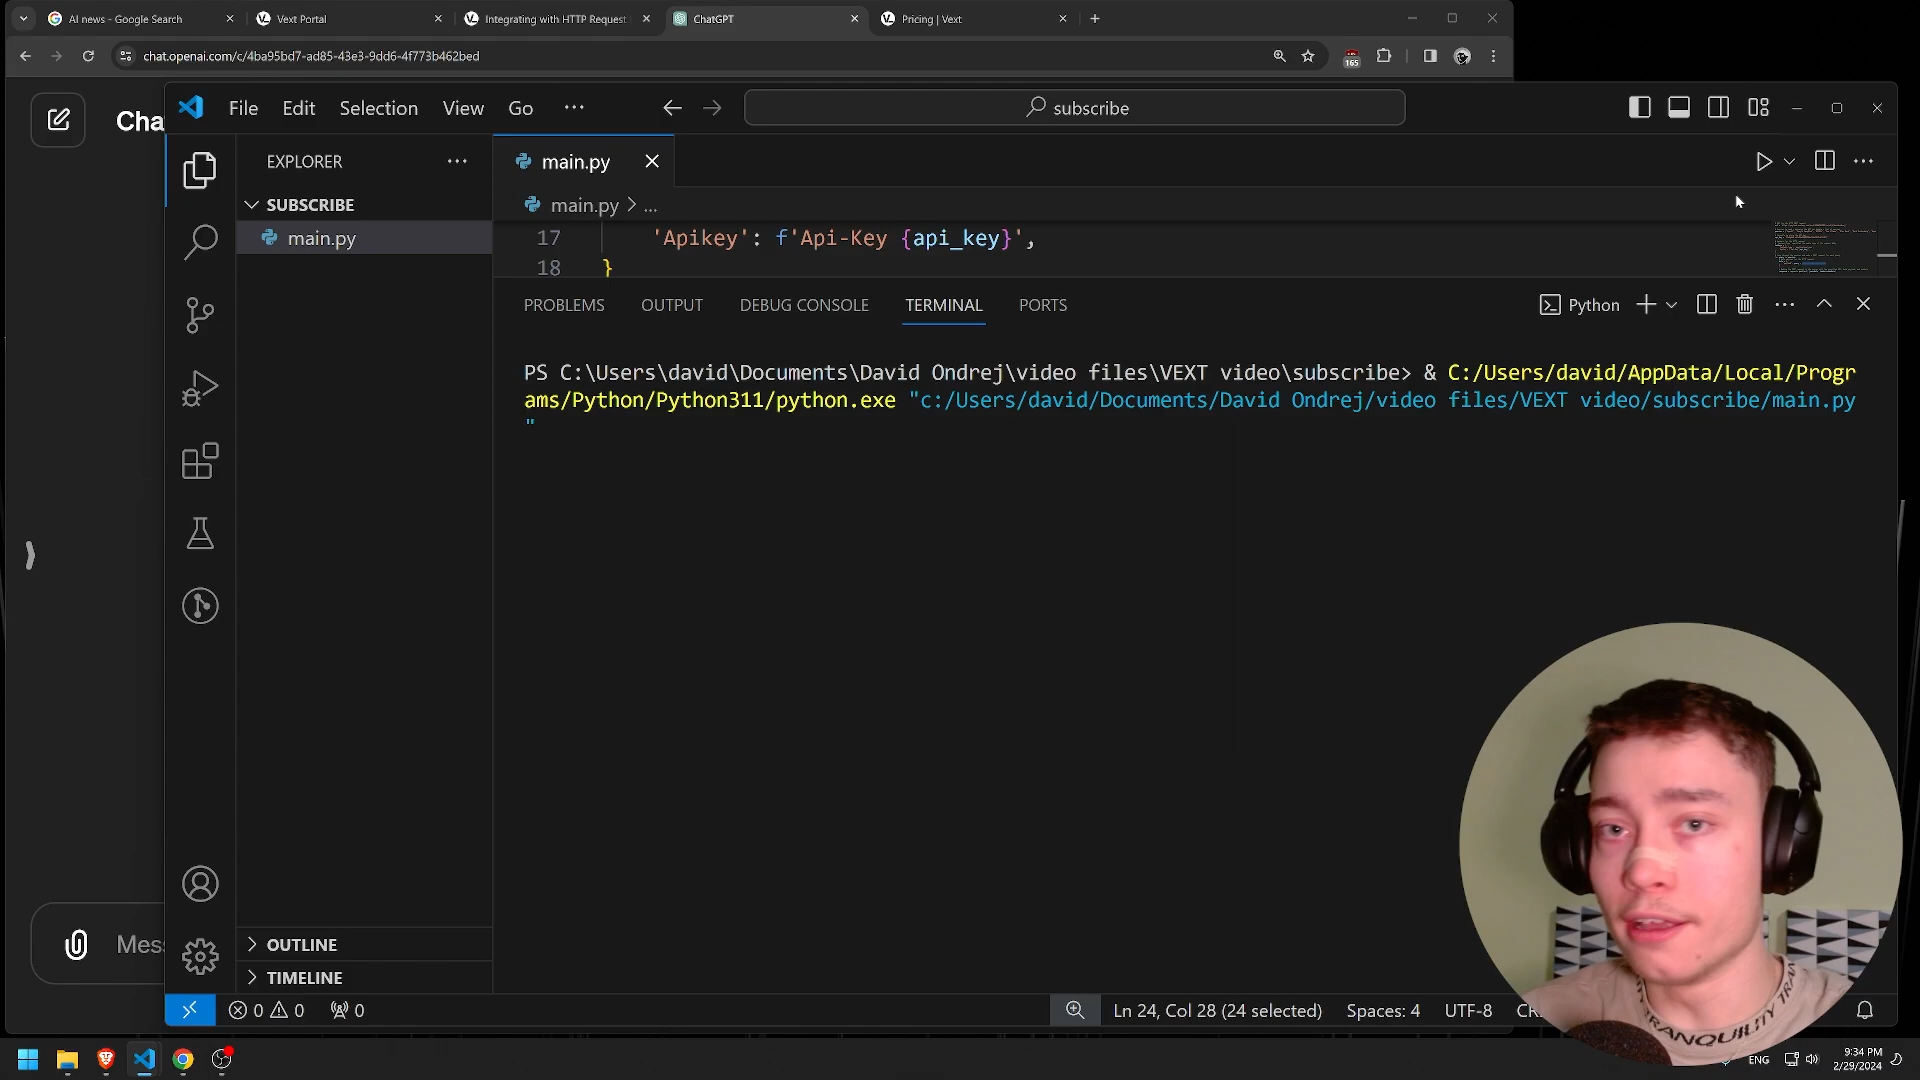 AI news - Google Search
Vext Portal
Integrating with HTTP Request
ChatGPT
Pricing | Vext
chat.openai.com/c/4ba95bd7-ad85-43e3-9dd6-4f773b462bed
165
Cha
File Edit Selection View Go ···
subscribe
EXPLORER
main.py
SUBSCRIBE
main.py
main.py > ...
17 'Apikey': f'Api-Key {api_key}',
18 }
PROBLEMS OUTPUT DEBUG CONSOLE TERMINAL PORTS
Python
PS C:\Users\david\Documents\David Ondrej\video files\VEXT video\subscribe> & C:/Users/david/AppData/Local/Progr
ams/Python/Python311/python.exe "c:/Users/david/Documents/David Ondrej/video files/VEXT video/subscribe/main.py
"
Mes
OUTLINE
TIMELINE
0 0 0
Ln 24, Col 28 (24 selected) Spaces: 4 UTF-8 CR
TRANQUILITY
TRAN
ENG
9:34 PM
2/29/2024